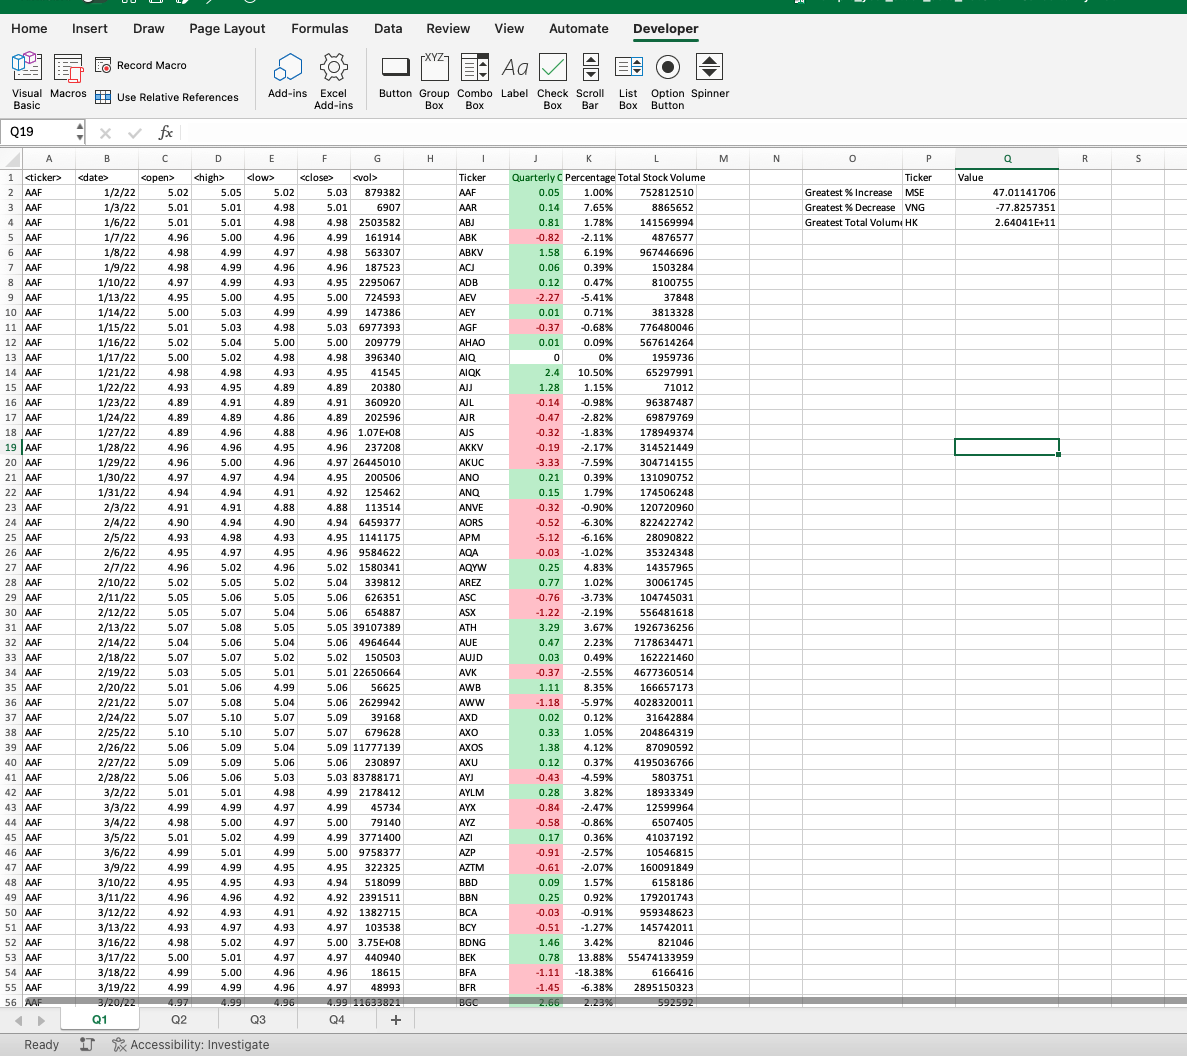 Home Insert Draw Page Layout Formulas Data Review View Automate Developer
Visual Basic Macros Record Macro Use Relative References Add-ins Excel Add-ins Button Group Box Combo Box Label Check Box Scroll Bar List Box Option Button Spinner
XYZ Aa
Q19 fx
A B C D E F G H I J K L M N O P Q R S
1 <ticker> <date> <open> <high> <low> <close> <vol> Ticker Quarterly C Percentage Total Stock Volume Ticker Value
2 AAF 1/2/22 5.02 5.05 5.02 5.03 879382 AAF 0.05 1.00% 752812510 Greatest % Increase MSE 47.01141706
3 AAF 1/3/22 5.01 5.01 4.98 5.01 6907 AAR 0.14 7.65% 8865652 Greatest % Decrease VNG -77.8257351
4 AAF 1/6/22 5.01 5.01 4.98 4.98 2503582 ABJ 0.81 1.78% 141569994 Greatest Total Volume HK 2.64041E+11
5 AAF 1/7/22 4.96 5.00 4.96 4.99 161914 ABK -0.82 -2.11% 4876577
6 AAF 1/8/22 4.98 4.99 4.97 4.98 563307 ABKV 1.58 6.19% 967446696
7 AAF 1/9/22 4.98 4.99 4.96 4.96 187523 ACJ 0.06 0.39% 1503284
8 AAF 1/10/22 4.97 4.99 4.93 4.95 2295067 ADB 0.12 0.47% 8100755
9 AAF 1/13/22 4.95 5.00 4.95 5.00 724593 AEV -2.27 -5.41% 37848
10 AAF 1/14/22 5.00 5.03 4.99 4.99 147386 AEY 0.01 0.71% 3813328
11 AAF 1/15/22 5.01 5.03 4.98 5.03 6977393 AGF -0.37 -0.68% 776480046
12 AAF 1/16/22 5.02 5.04 5.00 5.00 209779 AHAO 0.01 0.09% 567614264
13 AAF 1/17/22 5.00 5.02 4.98 4.98 396340 AIQ 0 0% 1959736
14 AAF 1/21/22 4.98 4.98 4.93 4.95 41545 AIQK 2.4 10.50% 65297991
15 AAF 1/22/22 4.93 4.95 4.89 4.89 20380 AJJ 1.28 1.15% 71012
16 AAF 1/23/22 4.89 4.91 4.89 4.91 360920 AJL -0.14 -0.98% 96387487
17 AAF 1/24/22 4.89 4.89 4.86 4.89 202596 AJR -0.47 -2.82% 69879769
18 AAF 1/27/22 4.89 4.96 4.88 4.96 1.07E+08 AJS -0.32 -1.83% 178949374
19 AAF 1/28/22 4.96 4.96 4.95 4.96 237208 AKKV -0.19 -2.17% 314521449
20 AAF 1/29/22 4.96 5.00 4.96 4.97 26445010 AKUC -3.33 -7.59% 304714155
21 AAF 1/30/22 4.97 4.97 4.94 4.95 200506 ANO 0.21 0.39% 131090752
22 AAF 1/31/22 4.94 4.94 4.91 4.92 125462 ANQ 0.15 1.79% 174506248
23 AAF 2/3/22 4.91 4.91 4.88 4.88 113514 ANVE -0.32 -0.90% 120720960
24 AAF 2/4/22 4.90 4.94 4.90 4.94 6459377 AORS -0.52 -6.30% 822422742
25 AAF 2/5/22 4.93 4.98 4.93 4.95 1141175 APM -5.12 -6.16% 28090822
26 AAF 2/6/22 4.95 4.97 4.95 4.96 9584622 AQA -0.03 -1.02% 35324348
27 AAF 2/7/22 4.96 5.02 4.96 5.02 1580341 AQYW 0.25 4.83% 14357965
28 AAF 2/10/22 5.02 5.05 5.02 5.04 339812 AREZ 0.77 1.02% 30061745
29 AAF 2/11/22 5.05 5.06 5.05 5.06 626351 ASC -0.76 -3.73% 104745031
30 AAF 2/12/22 5.05 5.07 5.04 5.06 654887 ASX -1.22 -2.19% 556481618
31 AAF 2/13/22 5.07 5.08 5.05 5.05 39107389 ATH 3.29 3.67% 1926736256
32 AAF 2/14/22 5.04 5.06 5.04 5.06 4964644 AUE 0.47 2.23% 7178634471
33 AAF 2/18/22 5.07 5.07 5.02 5.02 150503 AUJD 0.03 0.49% 162221460
34 AAF 2/19/22 5.03 5.05 5.01 5.01 22650664 AVK -0.37 -2.55% 4677360514
35 AAF 2/20/22 5.01 5.06 4.99 5.06 56625 AWB 1.11 8.35% 166657173
36 AAF 2/21/22 5.07 5.08 5.04 5.06 2629942 AWW -1.18 -5.97% 4028320011
37 AAF 2/24/22 5.07 5.10 5.07 5.09 39168 AXD 0.02 0.12% 31642884
38 AAF 2/25/22 5.10 5.10 5.07 5.07 679628 AXO 0.33 1.05% 204864319
39 AAF 2/26/22 5.06 5.09 5.04 5.09 11777139 AXOS 1.38 4.12% 87090592
40 AAF 2/27/22 5.09 5.09 5.06 5.06 230897 AXU 0.12 0.37% 4195036766
41 AAF 2/28/22 5.06 5.06 5.03 5.03 83788171 AYJ -0.43 -4.59% 5803751
42 AAF 3/2/22 5.01 5.01 4.98 4.99 2178412 AYLM 0.28 3.82% 18933349
43 AAF 3/3/22 4.99 4.99 4.97 4.99 45734 AYX -0.84 -2.47% 12599964
44 AAF 3/4/22 4.98 5.00 4.97 5.00 79140 AYZ -0.58 -0.86% 6507405
45 AAF 3/5/22 5.01 5.02 4.99 4.99 3771400 AZI 0.17 0.36% 41037192
46 AAF 3/6/22 4.99 5.01 4.99 5.00 9758377 AZP -0.91 -2.57% 10546815
47 AAF 3/9/22 4.99 4.99 4.95 4.95 322325 AZTM -0.61 -2.07% 160091849
48 AAF 3/10/22 4.95 4.95 4.93 4.94 518099 BBD 0.09 1.57% 6158186
49 AAF 3/11/22 4.96 4.96 4.92 4.92 2391511 BBN 0.25 0.92% 179201743
50 AAF 3/12/22 4.92 4.93 4.91 4.92 1382715 BCA -0.03 -0.91% 959348623
51 AAF 3/13/22 4.93 4.97 4.93 4.97 103538 BCY -0.51 -1.27% 145742011
52 AAF 3/16/22 4.98 5.02 4.97 5.00 3.75E+08 BDNG 1.46 3.42% 821046
53 AAF 3/17/22 5.00 5.01 4.97 4.97 440940 BEK 0.78 13.88% 55474133959
54 AAF 3/18/22 4.99 5.00 4.96 4.96 18615 BFA -1.11 -18.38% 6166416
55 AAF 3/19/22 4.99 4.99 4.96 4.97 48993 BFR -1.45 -6.38% 2895150323
56 AAF 3/20/22 4.97 4.99 4.96 4.99 11633821 BGC 2.66 2.23% 592592
Q1 Q2 Q3 Q4 +
Ready Accessibility: Investigate